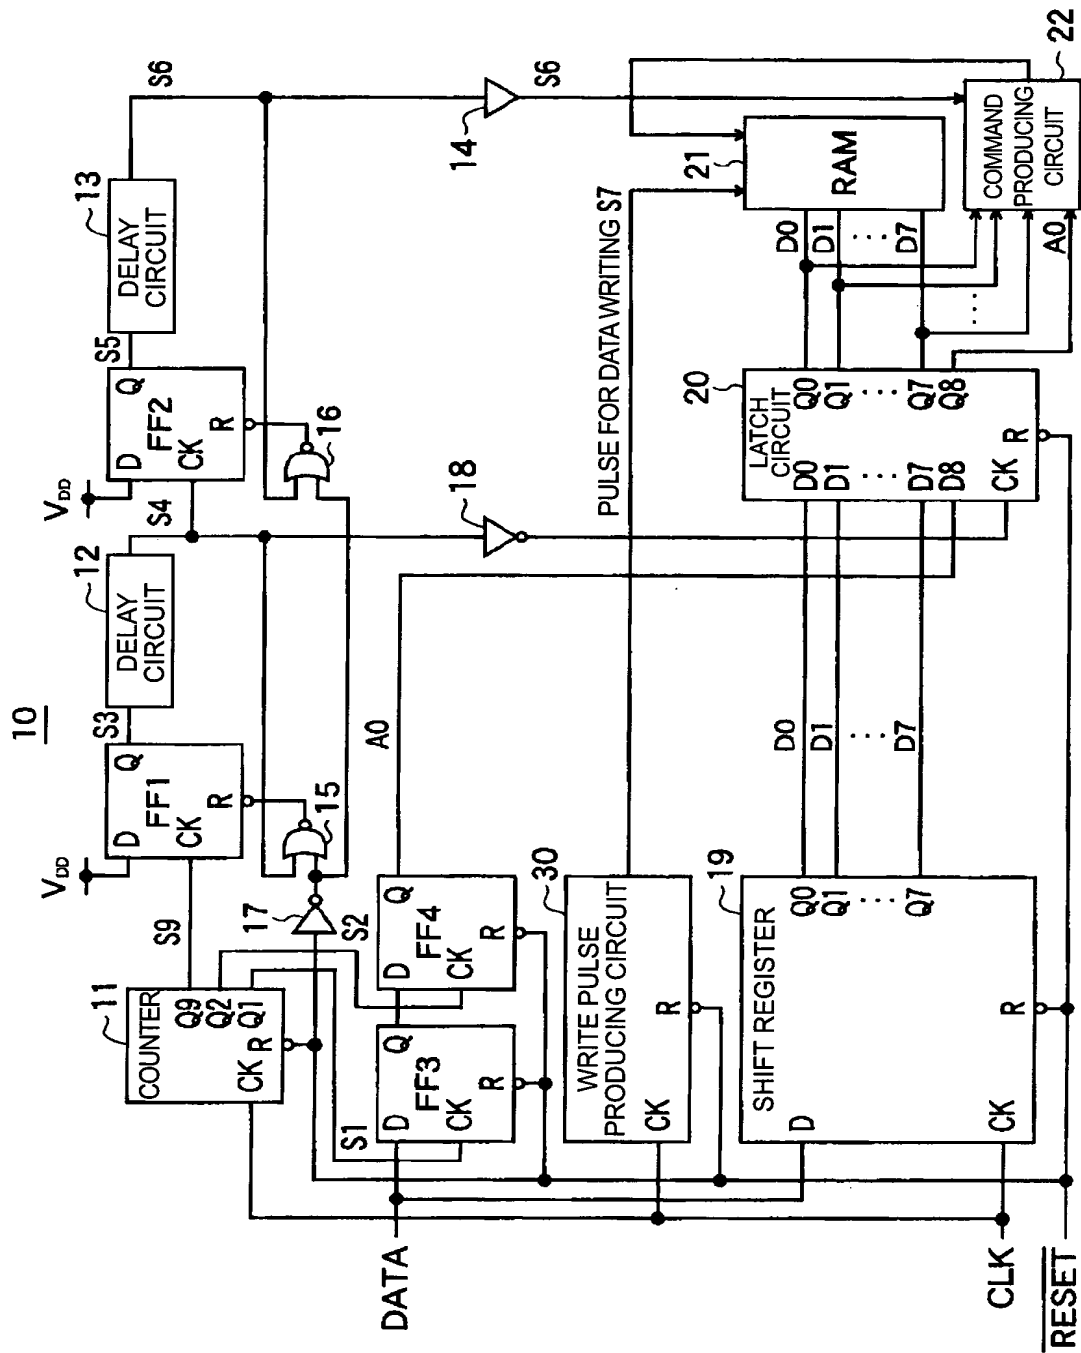 10
VDD
VDD
S9
S3
S4
S5
S6
11
COUNTER
Q9
Q2
Q1
CK
R
D
Q
FF1
CK
R
12
DELAY
CIRCUIT
D
Q
FF2
CK
R
13
DELAY
CIRCUIT
17
15
16
14
S6
18
S1
S2
D
Q
FF3
CK
R
D
Q
FF4
CK
R
A0
30
WRITE PULSE
PRODUCING CIRCUIT
CK
R
PULSE FOR DATA WRITING S7
19
SHIFT REGISTER
D
CK
R
Q0
Q1
Q7
D0
D1
D7
20
LATCH
CIRCUIT
D0
D1
D7
D8
CK
R
Q0
Q1
Q7
Q8
D0
D1
D7
A0
21
RAM
22
COMMAND
PRODUCING
CIRCUIT
DATA
CLK
RESET